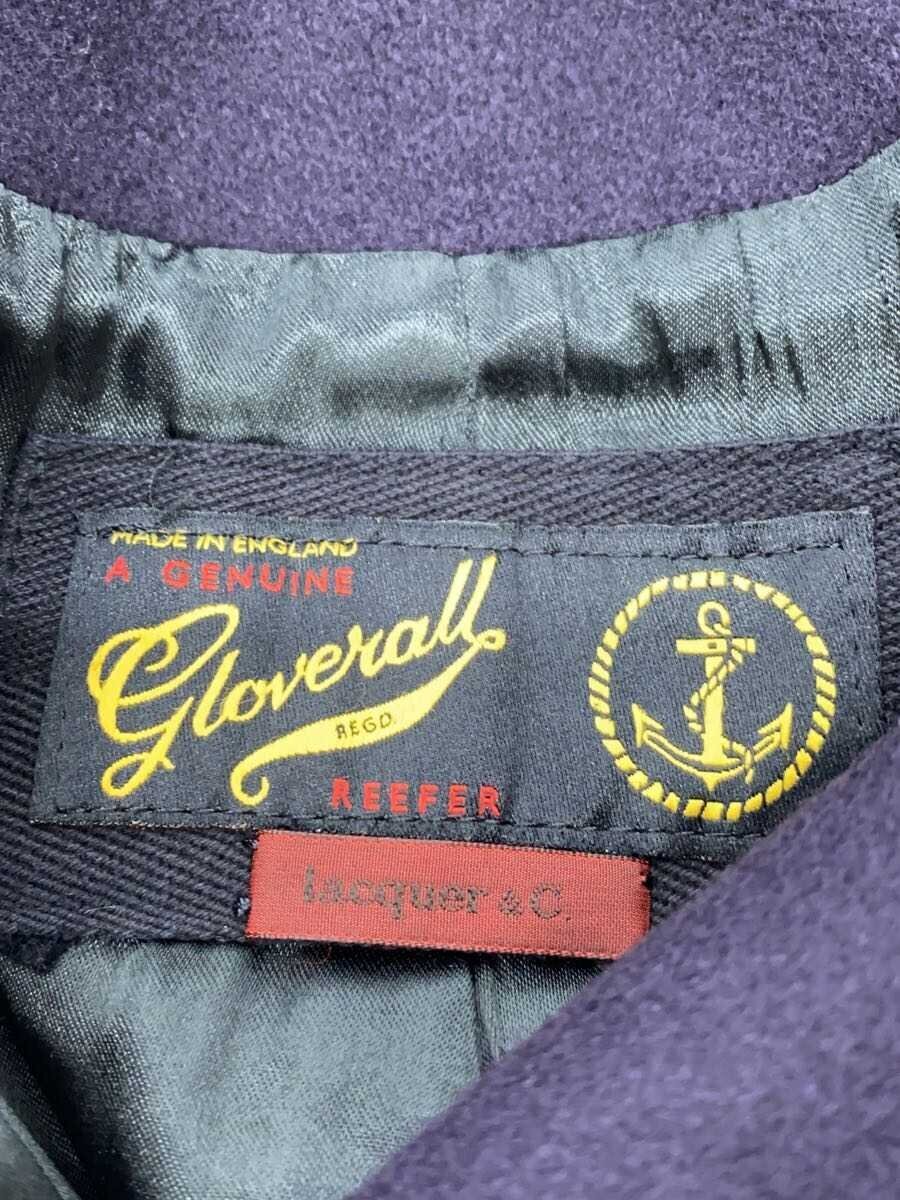 MADE IN ENGLAND
A GENUINE
Gloverall
REGD.
REEFER
Lacquer & C.